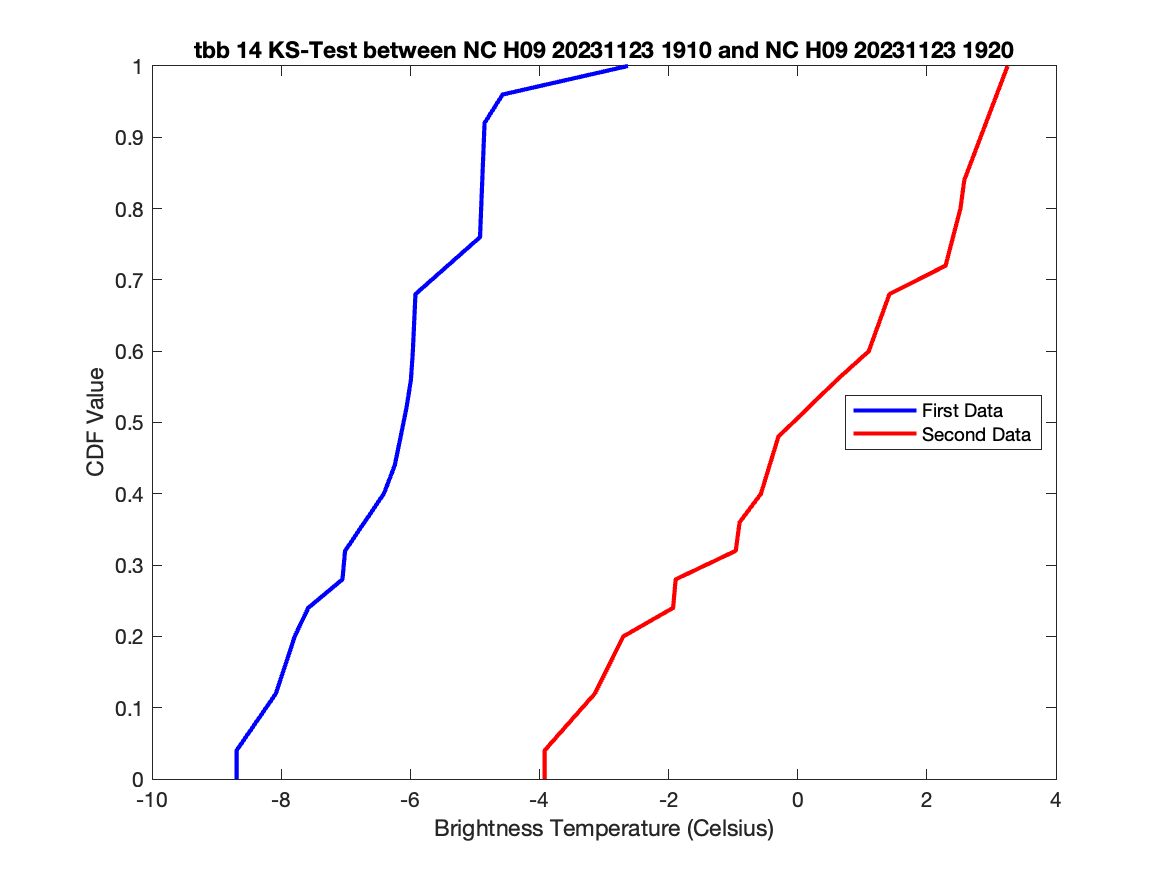 tbb 14 KS-Test between NC H09 20231123 1910 and NC H09 20231123 1920
1
0.9
0.8
0.7
0.6
0.5
0.4
0.3
0.2
0.1
0
CDF Value
First Data
Second Data
-10 -8 -6 -4 -2 0 2 4
Brightness Temperature (Celsius)